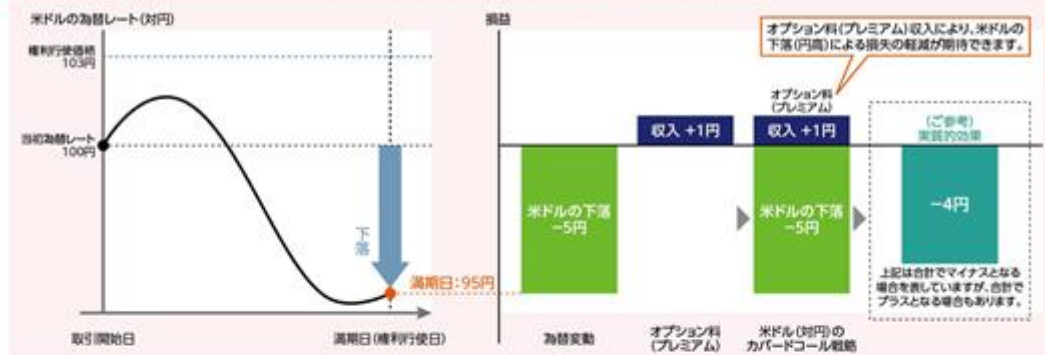 米ドルの為替レート(対円)
権利行使価格
103円
当初為替レート
100円
下落
満期日:95円
取引開始日
満期日(権利行使日)
損益
オプション料(プレミアム)収入により、米ドルの
下落(円高)による損失の軽減が期待できます。
オプション料
(プレミアム)
収入 +1円
収入 +1円
(ご参考)
実質的効果
米ドルの下落
−5円
米ドルの下落
−5円
−4円
上記は合計でマイナスとなる
場合を表していますが、合計で
プラスとなる場合もあります。
為替変動
オプション料
(プレミアム)
米ドル(対円)の
カバードコール戦略